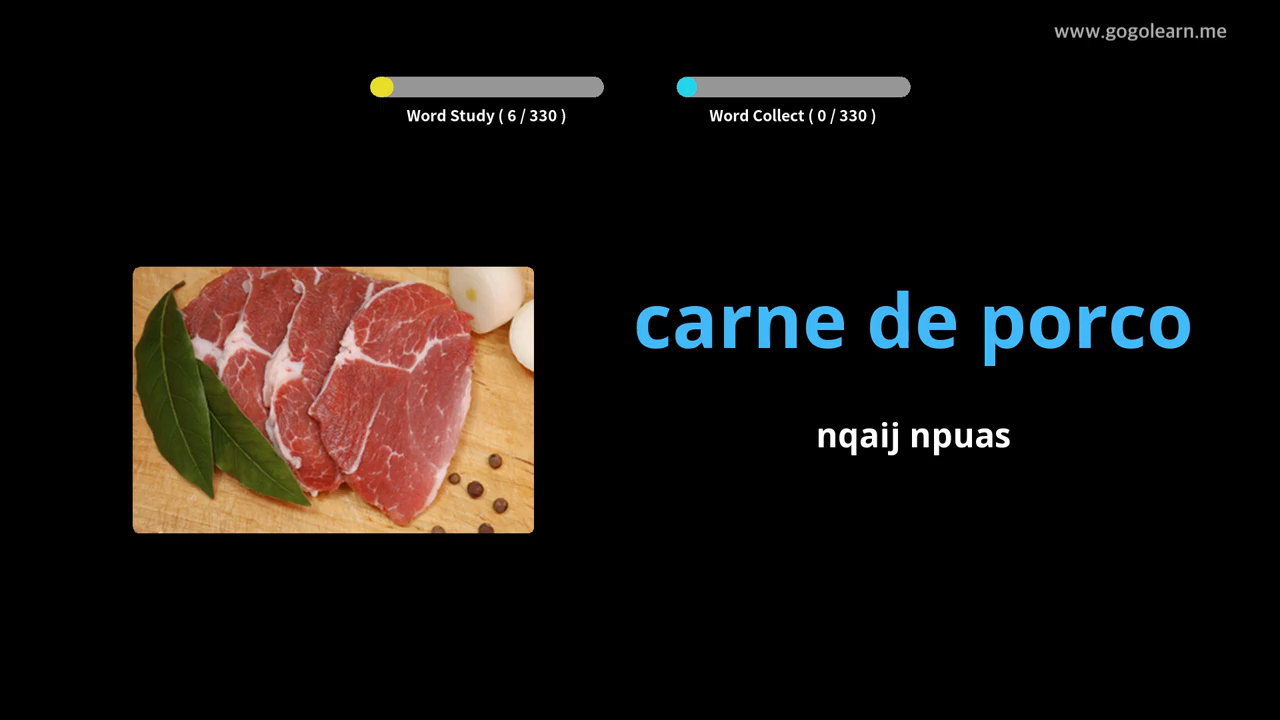 www.gogolearn.me
Word Study ( 6 / 330 )
Word Collect ( 0 / 330 )
carne de porco
nqaij npuas